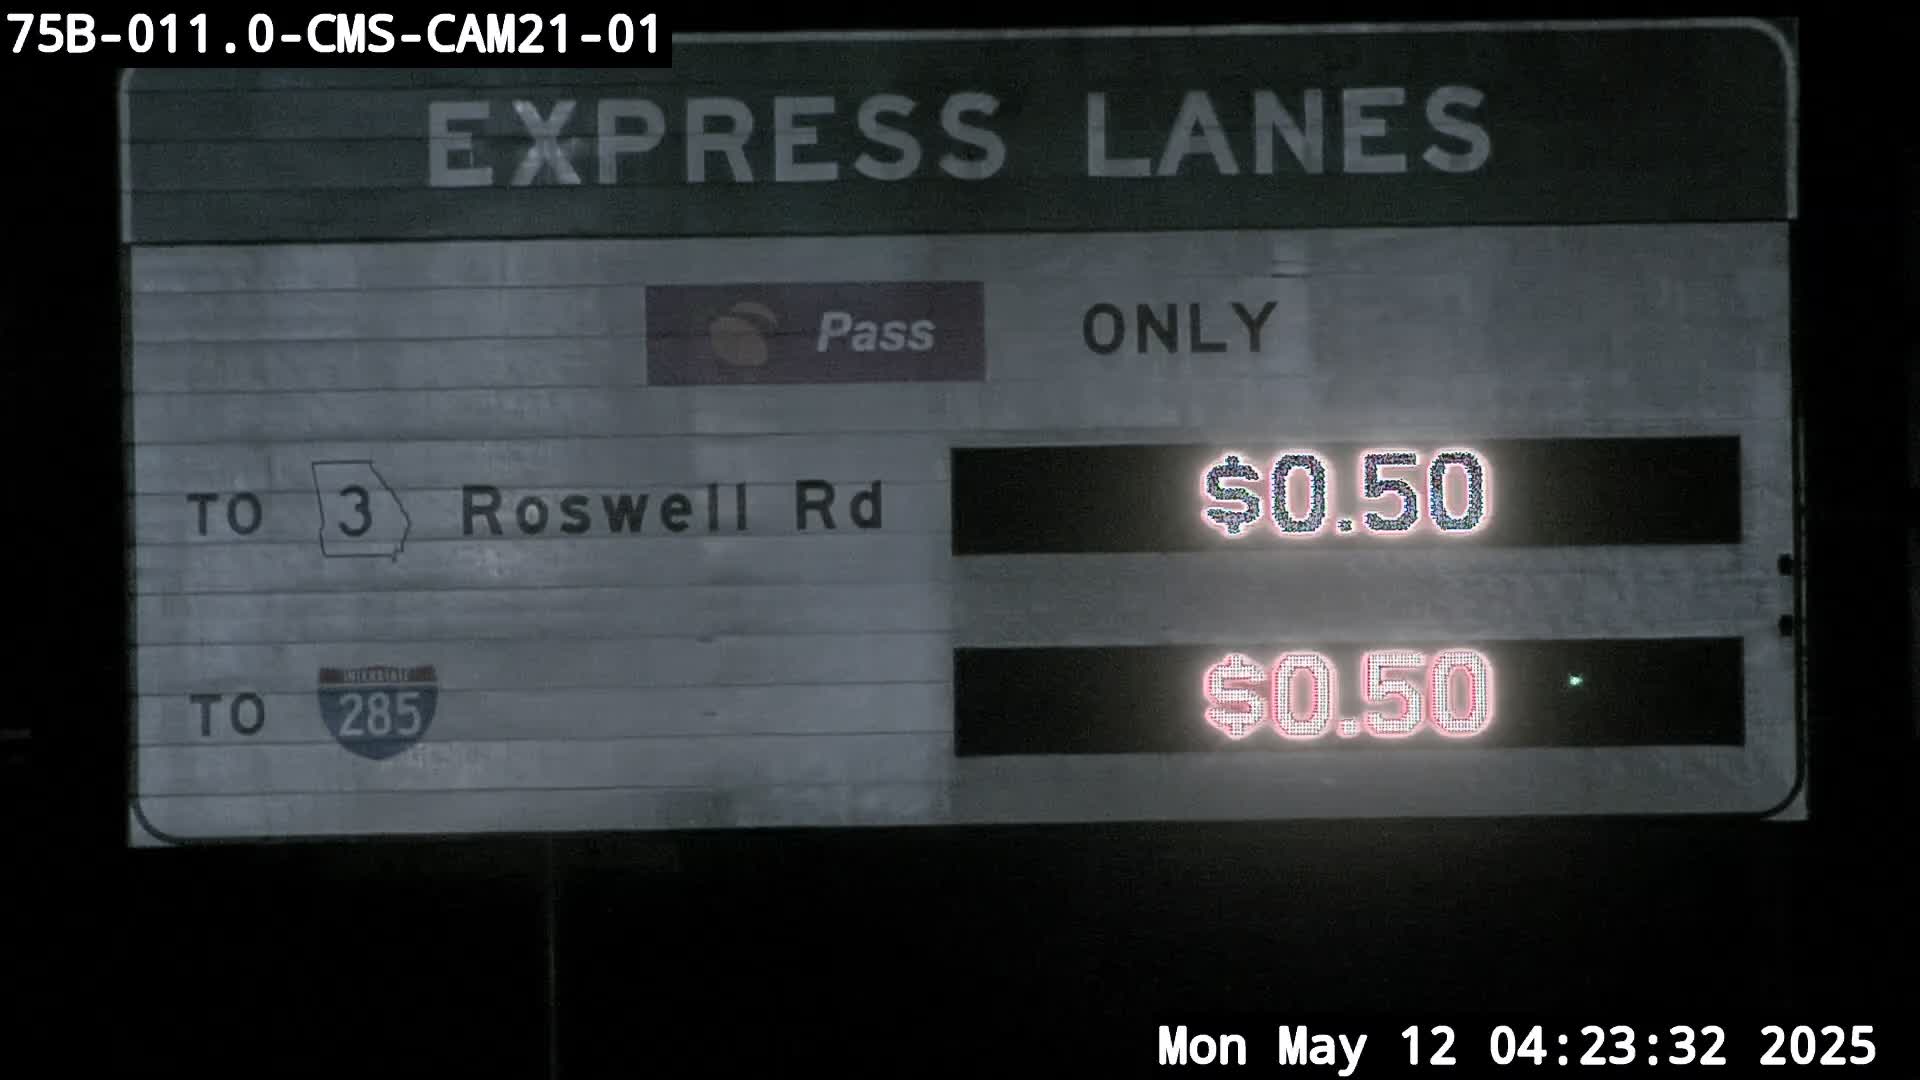 75B-011.0-CMS-CAM21-01
EXPRESS LANES
Pass ONLY
TO 3 Roswell Rd $0.50
TO INTERSTATE 285 $0.50
Mon May 12 04:23:32 2025